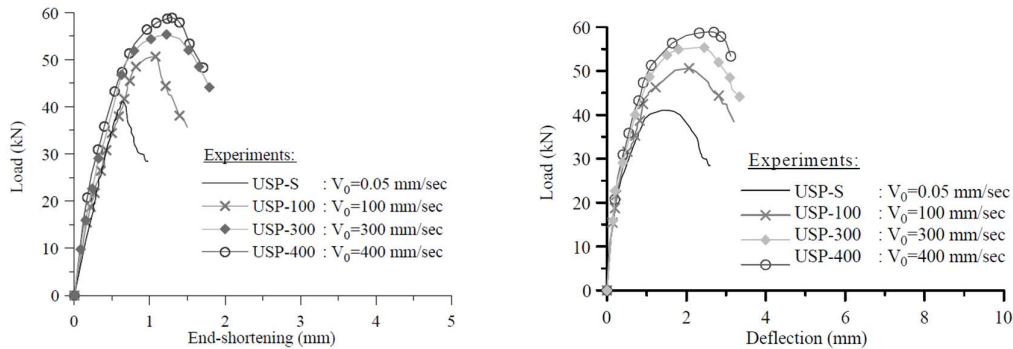 60
50
40
30
20
10
0
Load (kN)
Experiments:
USP-S : V0=0.05 mm/sec
USP-100 : V0=100 mm/sec
USP-300 : V0=300 mm/sec
USP-400 : V0=400 mm/sec
0 1 2 3 4 5
End-shortening (mm)
60
50
40
30
20
10
0
Load (kN)
Experiments:
USP-S : V0=0.05 mm/sec
USP-100 : V0=100 mm/sec
USP-300 : V0=300 mm/sec
USP-400 : V0=400 mm/sec
0 2 4 6 8 10
Deflection (mm)